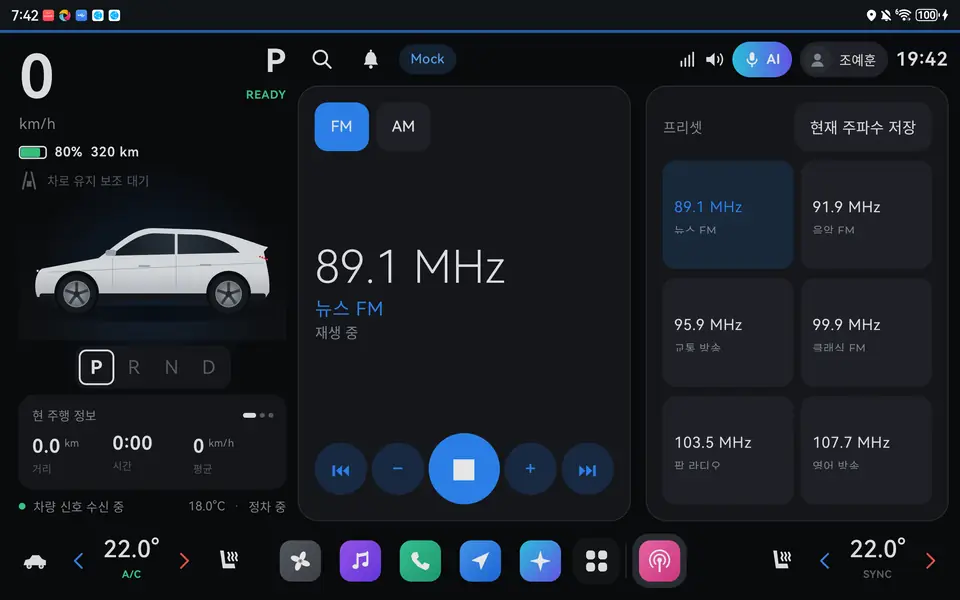 7:42
100
0
P
READY
km/h
80% 320 km
차로 유지 보조 대기
P R N D
현 주행 정보
0.0 km
거리
0:00
시간
0 km/h
평균
차량 신호 수신 중
18.0°C · 정차 중
Mock
AI
조예훈
19:42
FM
AM
89.1 MHz
뉴스 FM
재생 중
프리셋
현재 주파수 저장
89.1 MHz
뉴스 FM
91.9 MHz
음악 FM
95.9 MHz
교통 방송
99.9 MHz
클래식 FM
103.5 MHz
팝 라디오
107.7 MHz
영어 방송
22.0°
A/C
22.0°
SYNC